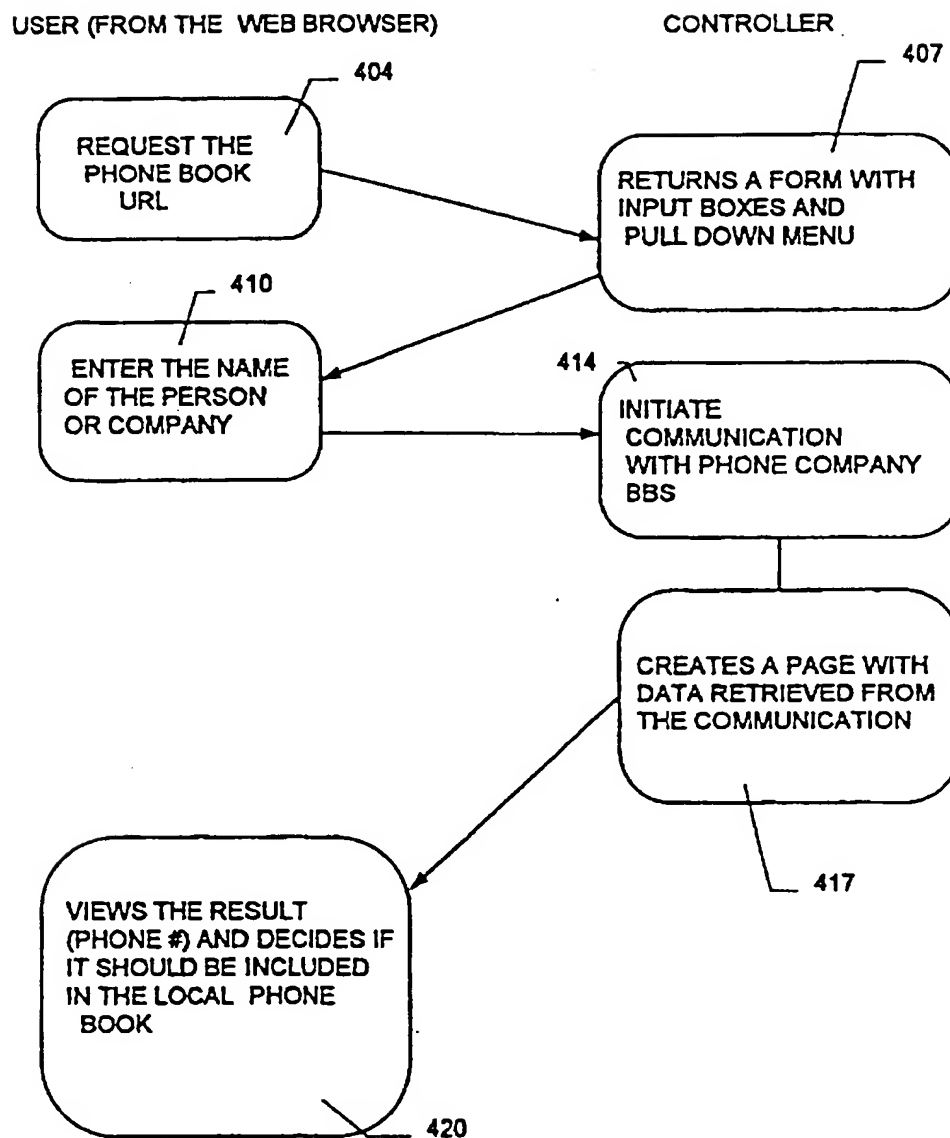 USER (FROM THE WEB BROWSER)
CONTROLLER
404
REQUEST THE
PHONE BOOK
URL
407
RETURNS A FORM WITH
INPUT BOXES AND
PULL DOWN MENU
410
ENTER THE NAME
OF THE PERSON
OR COMPANY
414
INITIATE
COMMUNICATION
WITH PHONE COMPANY
BBS
CREATES A PAGE WITH
DATA RETRIEVED FROM
THE COMMUNICATION
417
VIEWS THE RESULT
(PHONE #) AND DECIDES IF
IT SHOULD BE INCLUDED
IN THE LOCAL PHONE
BOOK
420